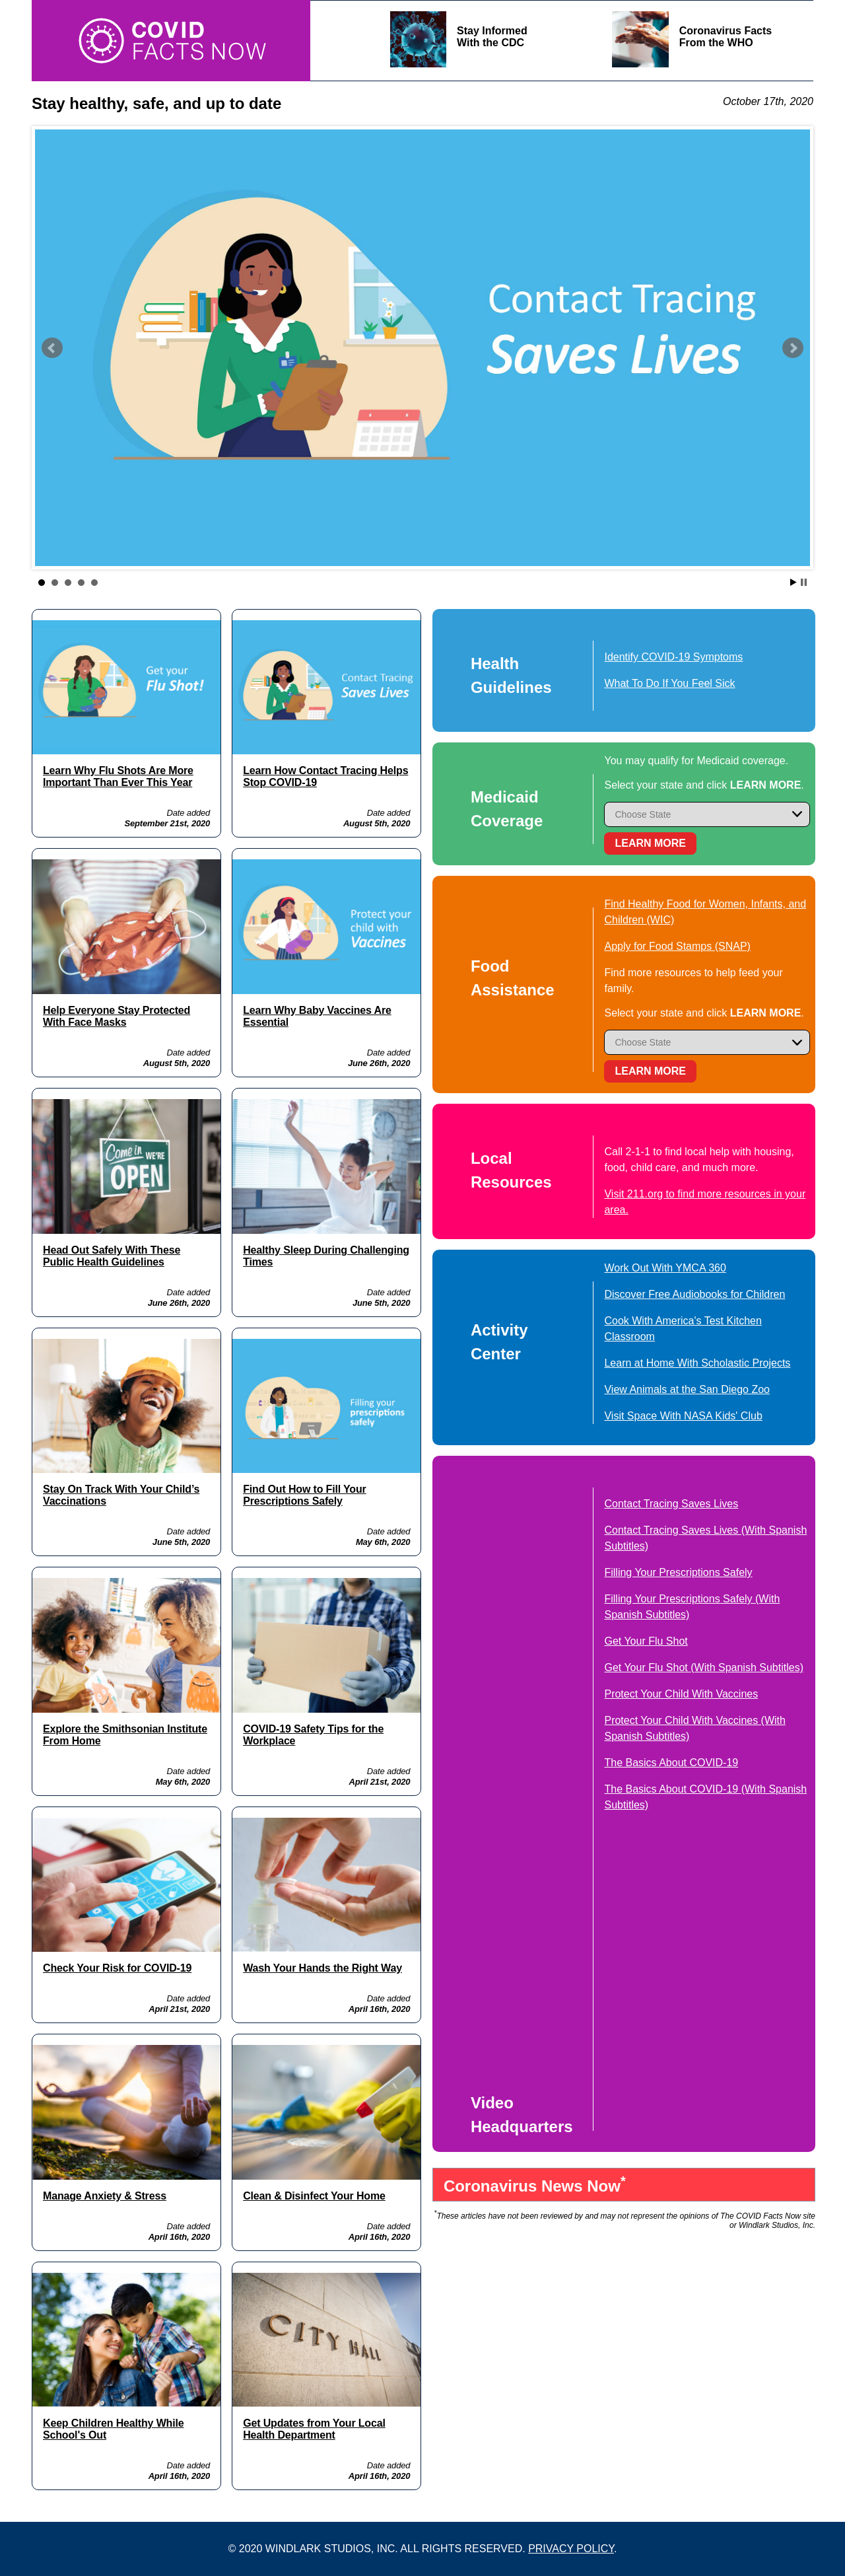 COVID
FACTS NOW
Stay Informed
With the CDC
Coronavirus Facts
From the WHO
Stay healthy, safe, and up to date
October 17th, 2020
Contact Tracing
Saves Lives
Get your
Flu Shot!
Learn Why Flu Shots Are More
Important Than Ever This Year
Date added
September 21st, 2020
Contact Tracing
Saves Lives
Learn How Contact Tracing Helps
Stop COVID-19
Date added
August 5th, 2020
Help Everyone Stay Protected
With Face Masks
Date added
August 5th, 2020
Protect your
child with
Vaccines
Learn Why Baby Vaccines Are
Essential
Date added
June 26th, 2020
Come in WE'RE
OPEN
Head Out Safely With These
Public Health Guidelines
Date added
June 26th, 2020
Healthy Sleep During Challenging
Times
Date added
June 5th, 2020
Stay On Track With Your Child’s
Vaccinations
Date added
June 5th, 2020
Filling your
prescriptions
safely
Find Out How to Fill Your
Prescriptions Safely
Date added
May 6th, 2020
Explore the Smithsonian Institute
From Home
Date added
May 6th, 2020
COVID-19 Safety Tips for the
Workplace
Date added
April 21st, 2020
Check Your Risk for COVID-19
Date added
April 21st, 2020
Wash Your Hands the Right Way
Date added
April 16th, 2020
Manage Anxiety & Stress
Date added
April 16th, 2020
Clean & Disinfect Your Home
Date added
April 16th, 2020
Keep Children Healthy While
School's Out
Date added
April 16th, 2020
CITY HALL
Get Updates from Your Local
Health Department
Date added
April 16th, 2020
Health
Guidelines
Identify COVID-19 Symptoms
What To Do If You Feel Sick
Medicaid
Coverage
You may qualify for Medicaid coverage.
Select your state and click LEARN MORE.
Choose State
LEARN MORE
Food
Assistance
Find Healthy Food for Women, Infants, and
Children (WIC)
Apply for Food Stamps (SNAP)
Find more resources to help feed your
family.
Select your state and click LEARN MORE.
Choose State
LEARN MORE
Local
Resources
Call 2-1-1 to find local help with housing,
food, child care, and much more.
Visit 211.org to find more resources in your
area.
Activity
Center
Work Out With YMCA 360
Discover Free Audiobooks for Children
Cook With America's Test Kitchen
Classroom
Learn at Home With Scholastic Projects
View Animals at the San Diego Zoo
Visit Space With NASA Kids' Club
Video
Headquarters
Contact Tracing Saves Lives
Contact Tracing Saves Lives (With Spanish
Subtitles)
Filling Your Prescriptions Safely
Filling Your Prescriptions Safely (With
Spanish Subtitles)
Get Your Flu Shot
Get Your Flu Shot (With Spanish Subtitles)
Protect Your Child With Vaccines
Protect Your Child With Vaccines (With
Spanish Subtitles)
The Basics About COVID-19
The Basics About COVID-19 (With Spanish
Subtitles)
Coronavirus News Now*
*These articles have not been reviewed by and may not represent the opinions of The COVID Facts Now site
or Windlark Studios, Inc.
© 2020 WINDLARK STUDIOS, INC. ALL RIGHTS RESERVED. PRIVACY POLICY.